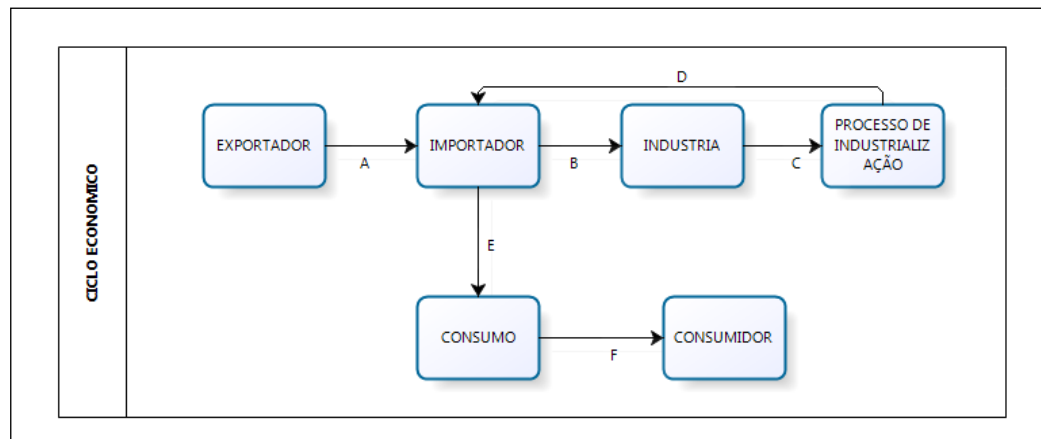 CICLO ECONOMICO
D
EXPORTADOR
A
IMPORTADOR
B
INDUSTRIA
C
PROCESSO DE
INDUSTRIALIZ
AÇÃO
E
CONSUMO
F
CONSUMIDOR